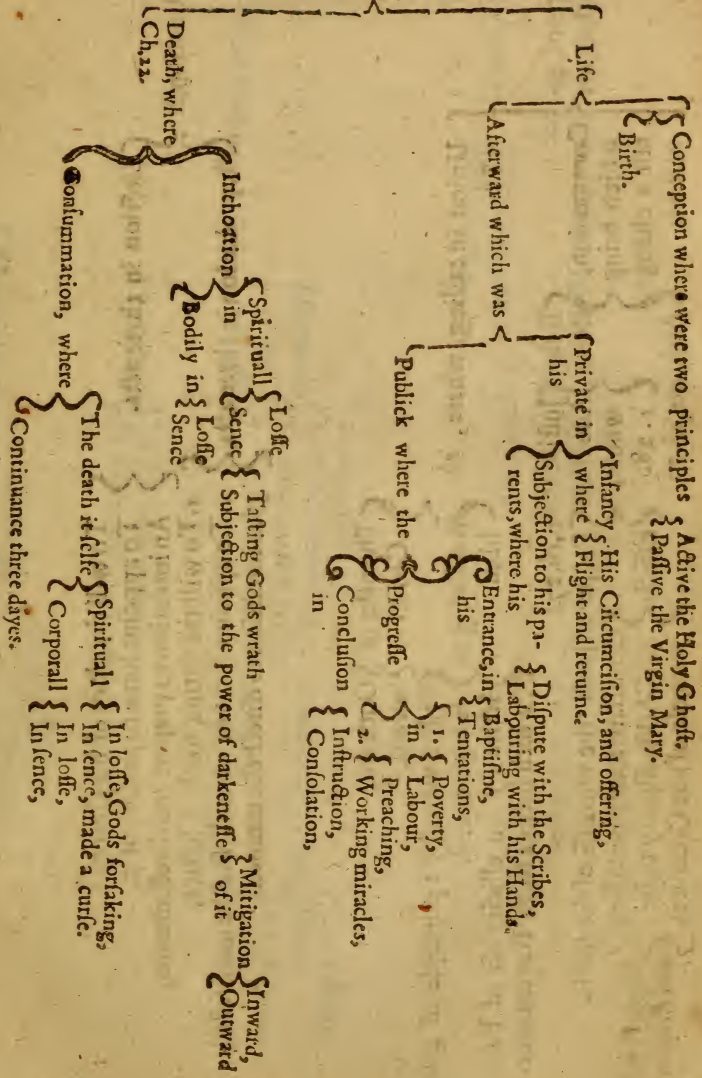 Life
Conception where were two principles
Active the Holy Ghoſt.
Paſſive the Virgin Mary.
Birth.
Afterward which was
Private in
his
Infancy
where
His Circumciſion, and offering,
Flight and returne.
Subjection to his pa-
rents, where his
Diſpute with the Scribes,
Labouring with his Hands.
Publick where the
Entrance, in
his
Baptiſme,
Tentations,
Progreſſe
in
1.
Poverty,
Labour,
2.
Preaching,
Working miracles,
Concluſion
in
Inſtruction,
Conſolation,
Death, where
Ch, 22.
Inchoation
in
Spirituall
Loſſe
Sence
Taſting Gods wrath
Subjection to the power of darkeneſſe
Mitigation
of it
Inward,
Outward
Bodily in
Loſſe
Sence
Conſummation, where
The death it ſelfe
Spirituall
In loſſe, Gods forſaking,
In ſence, made a curſe.
Corporall
In loſſe,
In ſence,
Continuance three dayes.